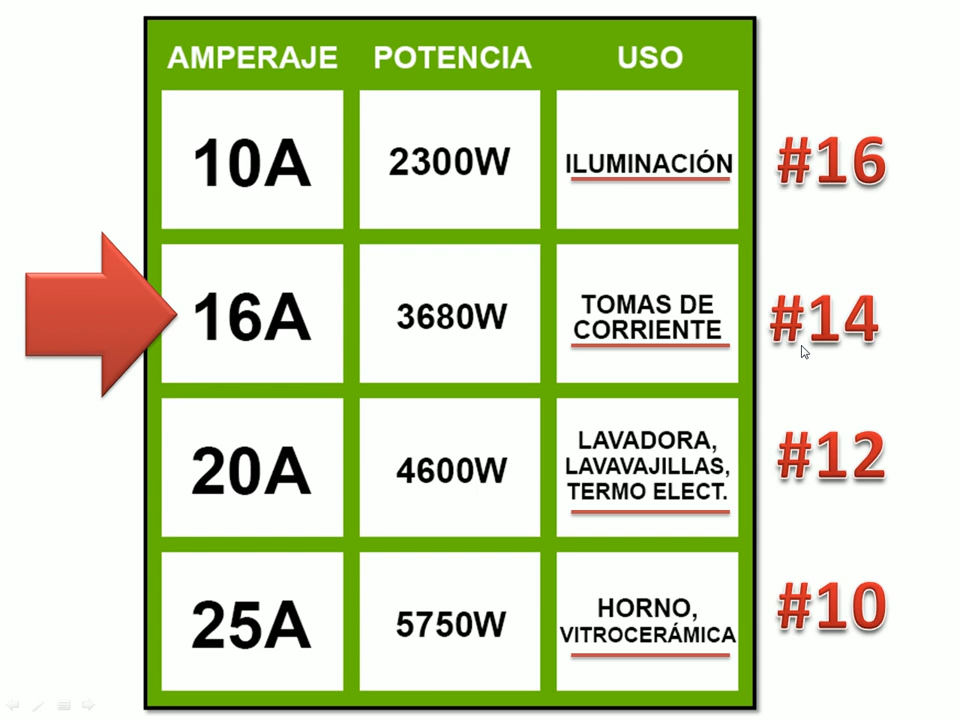 AMPERAJE POTENCIA USO
10A 2300W ILUMINACIÓN #16
16A 3680W TOMAS DE
CORRIENTE #14
20A 4600W LAVADORA,
LAVAVAJILLAS,
TERMO ELECT. #12
25A 5750W HORNO,
VITROCERÁMICA #10